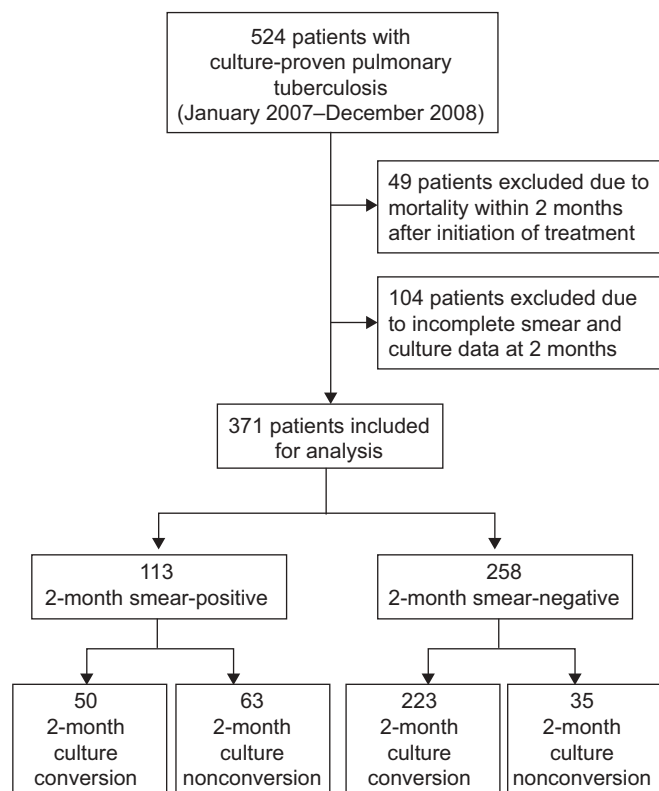 524 patients with
culture-proven pulmonary
tuberculosis
(January 2007–December 2008)
49 patients excluded due to
mortality within 2 months
after initiation of treatment
104 patients excluded due
to incomplete smear and
culture data at 2 months
371 patients included
for analysis
113
2-month smear-positive
258
2-month smear-negative
50
2-month
culture
conversion
63
2-month
culture
nonconversion
223
2-month
culture
conversion
35
2-month
culture
nonconversion